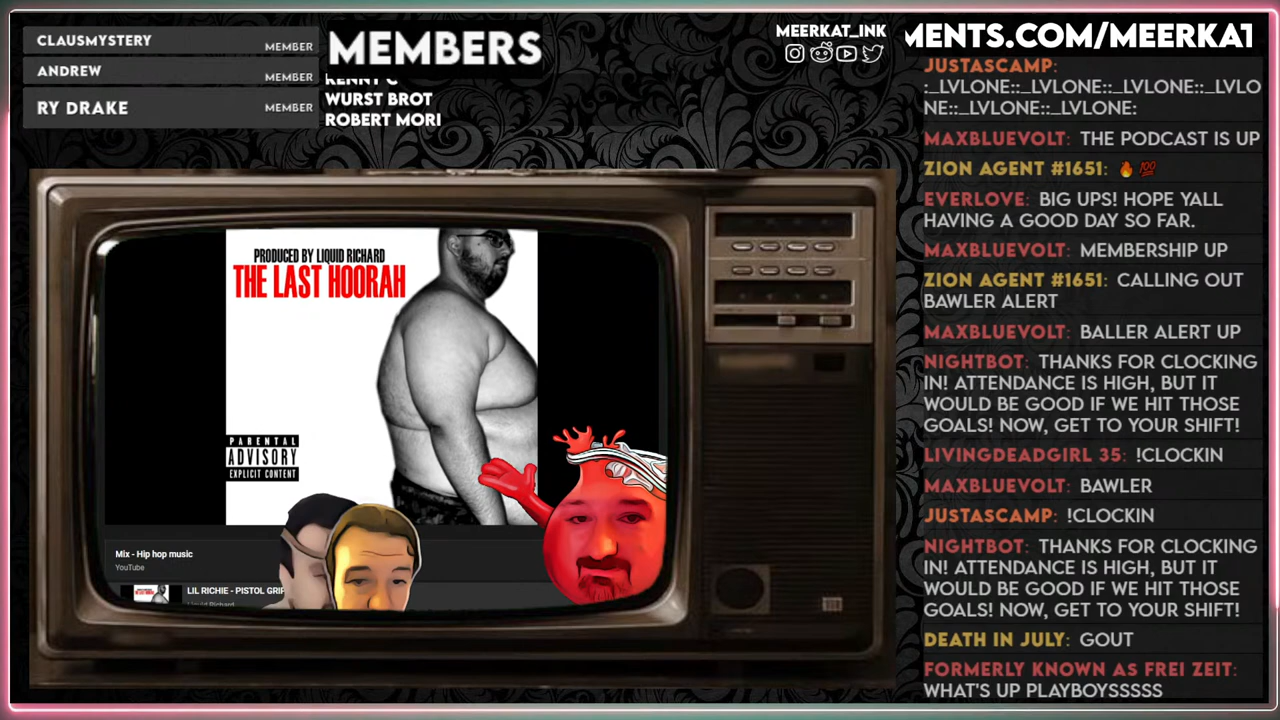 CLAUSMYSTERY MEMBER
ANDREW MEMBER
RY DRAKE MEMBER
MEMBERS
KENNY C
WURST BROT
ROBERT MORI
MEERKAT_INK
MENTS.COM/MEERKAT
PRODUCED BY LIQUID RICHARD
THE LAST HOORAH
PARENTAL
ADVISORY
EXPLICIT CONTENT
Mix - Hip hop music
YouTube
LIL RICHIE - PISTOL GRIP
Liquid Richard
JUSTASCAMP:
:_LVLONE::_LVLONE::_LVLONE::_LVLO
NE::_LVLONE::_LVLONE:
MAXBLUEVOLT: THE PODCAST IS UP
ZION AGENT #1651: 🔥 💯
EVERLOVE: BIG UPS! HOPE YALL
HAVING A GOOD DAY SO FAR.
MAXBLUEVOLT: MEMBERSHIP UP
ZION AGENT #1651: CALLING OUT
BAWLER ALERT
MAXBLUEVOLT: BALLER ALERT UP
NIGHTBOT: THANKS FOR CLOCKING
IN! ATTENDANCE IS HIGH, BUT IT
WOULD BE GOOD IF WE HIT THOSE
GOALS! NOW, GET TO YOUR SHIFT!
LIVINGDEADGIRL 35: !CLOCKIN
MAXBLUEVOLT: BAWLER
JUSTASCAMP: !CLOCKIN
NIGHTBOT: THANKS FOR CLOCKING
IN! ATTENDANCE IS HIGH, BUT IT
WOULD BE GOOD IF WE HIT THOSE
GOALS! NOW, GET TO YOUR SHIFT!
DEATH IN JULY: GOUT
FORMERLY KNOWN AS FREI ZEIT:
WHAT'S UP PLAYBOYSSSSS